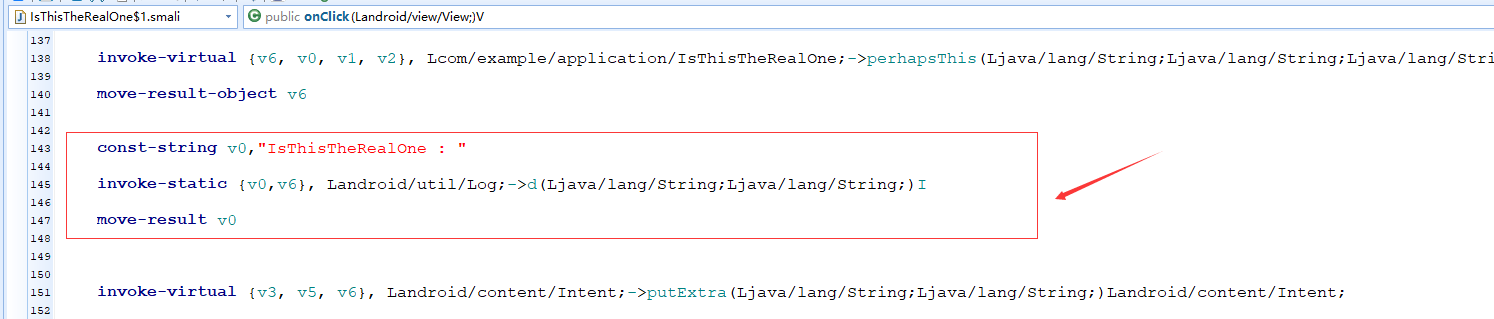 IsThisTheRealOne$1.smali
public onClick(Landroid/view/View;)V
137
138 invoke-virtual {v6, v0, v1, v2}, Lcom/example/application/IsThisTheRealOne;->perhapsThis(Ljava/lang/String;Ljava/lang/String;Ljava/lang/Stri
139
140 move-result-object v6
141
142
143 const-string v0,"IsThisTheRealOne : "
144
145 invoke-static {v0,v6}, Landroid/util/Log;->d(Ljava/lang/String;Ljava/lang/String;)I
146
147 move-result v0
148
149
150
151 invoke-virtual {v3, v5, v6}, Landroid/content/Intent;->putExtra(Ljava/lang/String;Ljava/lang/String;)Landroid/content/Intent;
152